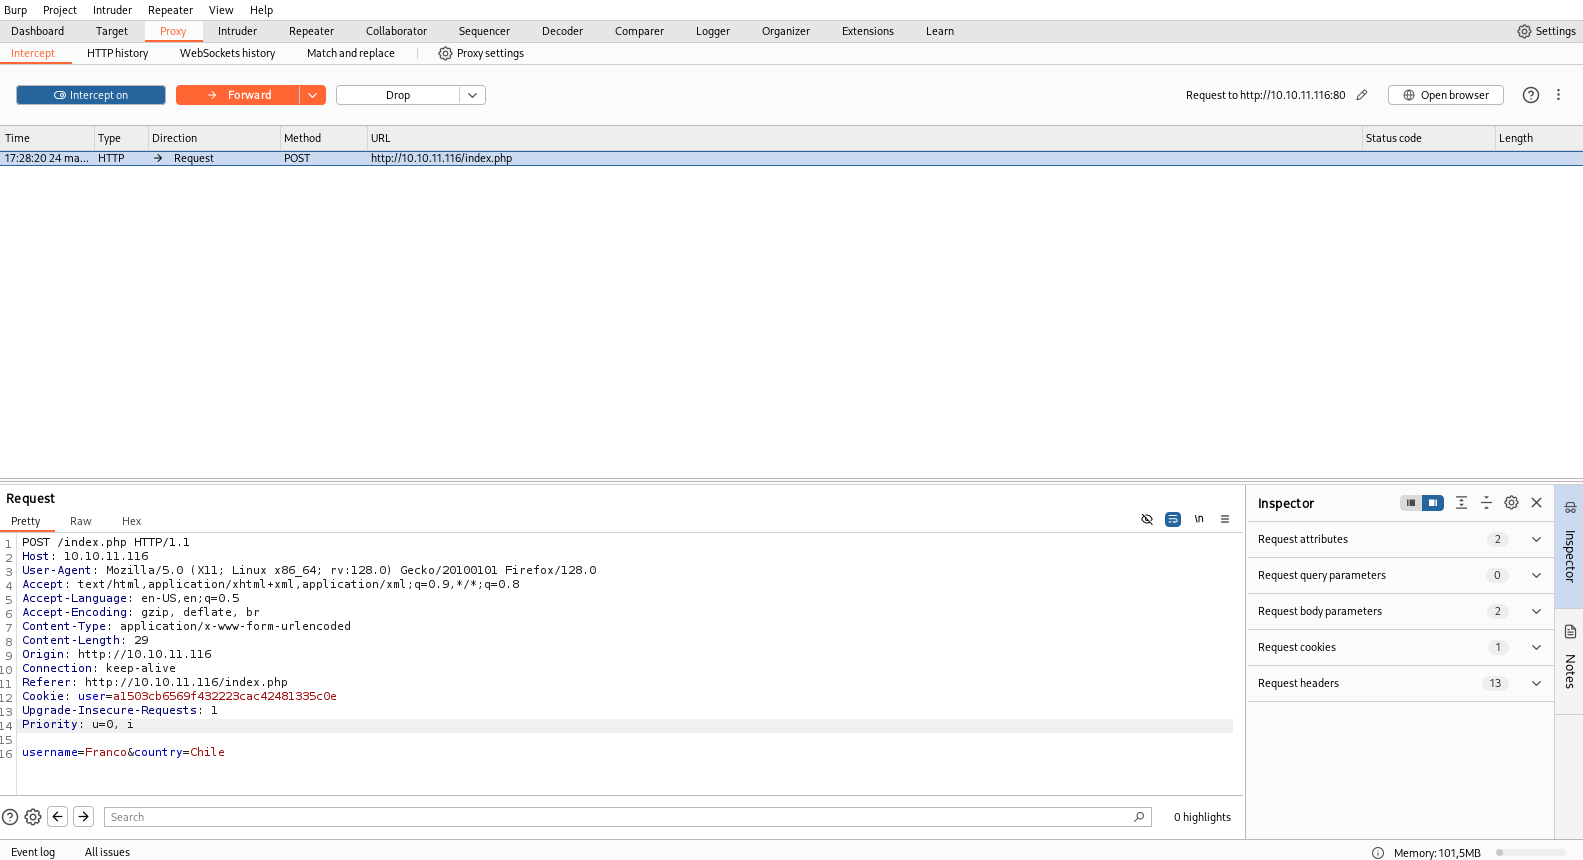 Burp Project Intruder Repeater View Help
Dashboard Target Proxy Intruder Repeater Collaborator Sequencer Decoder Comparer Logger Organizer Extensions Learn Settings
Intercept HTTP history WebSockets history Match and replace Proxy settings
Intercept on Forward Drop Request to http://10.10.11.116:80 Open browser
Time Type Direction Method URL Status code Length
17:28:20 24 ma... HTTP Request POST http://10.10.11.116/index.php
Request
Pretty Raw Hex \n
1 POST /index.php HTTP/1.1
2 Host: 10.10.11.116
3 User-Agent: Mozilla/5.0 (X11; Linux x86_64; rv:128.0) Gecko/20100101 Firefox/128.0
4 Accept: text/html,application/xhtml+xml,application/xml;q=0.9,*/*;q=0.8
5 Accept-Language: en-US,en;q=0.5
6 Accept-Encoding: gzip, deflate, br
7 Content-Type: application/x-www-form-urlencoded
8 Content-Length: 29
9 Origin: http://10.10.11.116
10 Connection: keep-alive
11 Referer: http://10.10.11.116/index.php
12 Cookie: user=a1503cb6569f432223cac42481335c0e
13 Upgrade-Insecure-Requests: 1
14 Priority: u=0, i
15
16 username=Franco&country=Chile
Search 0 highlights
Inspector
Request attributes 2
Request query parameters 0
Request body parameters 2
Request cookies 1
Request headers 13
Inspector
Notes
Event log All issues Memory: 101,5MB